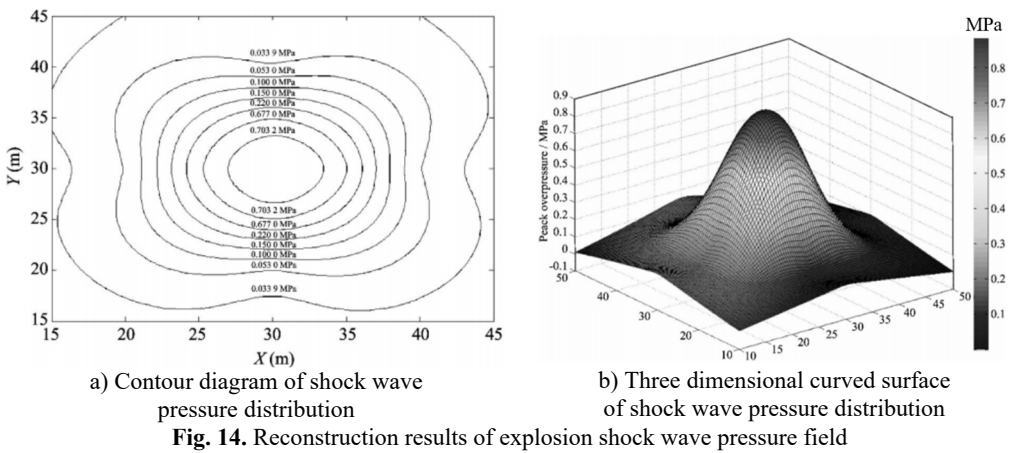 45
40
35
30
25
20
15
Y (m)
0.033 9 MPa
0.053 0 MPa
0.100 0 MPa
0.150 0 MPa
0.220 0 MPa
0.677 0 MPa
0.703 2 MPa
0.703 2 MPa
0.677 0 MPa
0.220 0 MPa
0.150 0 MPa
0.100 0 MPa
0.053 0 MPa
0.033 9 MPa
15 20 25 30 35 40 45
X (m)
a) Contour diagram of shock wave
pressure distribution
MPa
0.9
0.8
0.7
0.6
0.5
0.4
0.3
0.2
0.1
0
-0.1
Peack overpressure / MPa
50
40
30
20
10
10 15 20 25 30 35 40 45 50
0.8
0.7
0.6
0.5
0.4
0.3
0.2
0.1
b) Three dimensional curved surface
of shock wave pressure distribution
Fig. 14. Reconstruction results of explosion shock wave pressure field